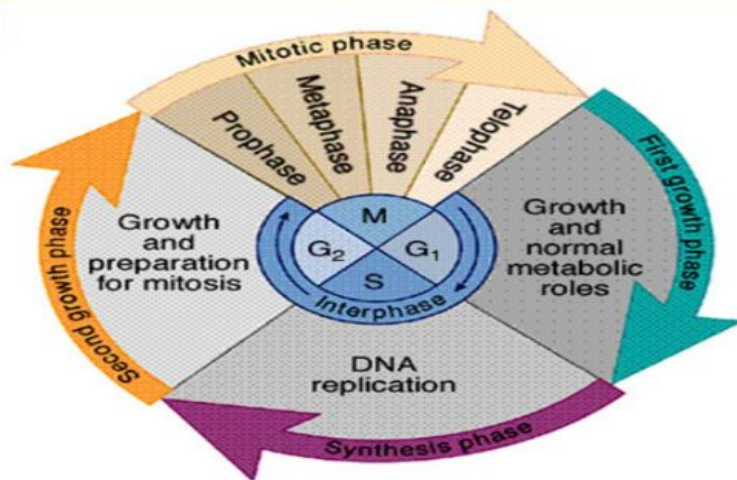 Mitotic phase
Prophase
Metaphase
Anaphase
Telophase
First growth phase
Growth
and
normal
metabolic
roles
DNA
replication
Synthesis phase
Growth
and
preparation
for mitosis
Second growth phase
M
G₂
G₁
S
Interphase